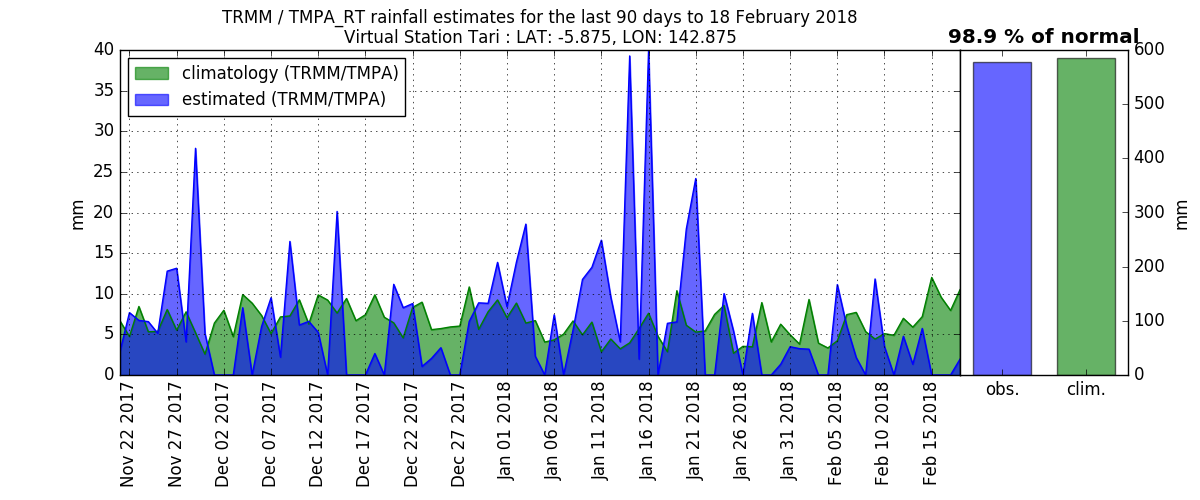 TRMM / TMPA_RT rainfall estimates for the last 90 days to 18 February 2018
Virtual Station Tari : LAT: -5.875, LON: 142.875
98.9 % of normal
climatology (TRMM/TMPA)
estimated (TRMM/TMPA)
mm
40
35
30
25
20
15
10
5
0
Nov 22 2017
Nov 27 2017
Dec 02 2017
Dec 07 2017
Dec 12 2017
Dec 17 2017
Dec 22 2017
Dec 27 2017
Jan 01 2018
Jan 06 2018
Jan 11 2018
Jan 16 2018
Jan 21 2018
Jan 26 2018
Jan 31 2018
Feb 05 2018
Feb 10 2018
Feb 15 2018
obs.
clim.
600
500
400
300
200
100
0
mm